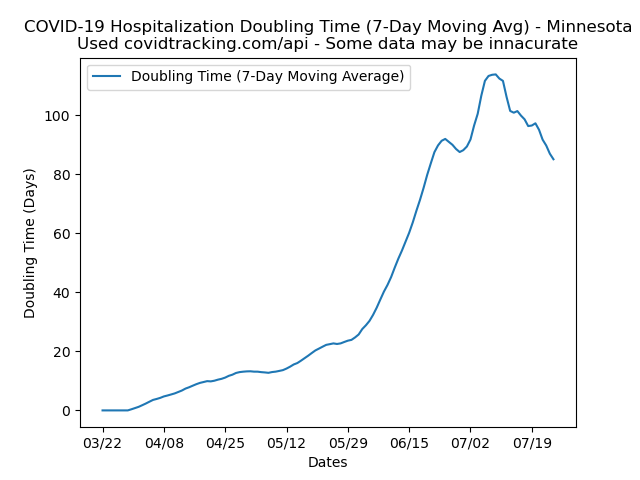 COVID-19 Hospitalization Doubling Time (7-Day Moving Avg) - Minnesota
Used covidtracking.com/api - Some data may be innacurate
Doubling Time (7-Day Moving Average)
Doubling Time (Days)
100
80
60
40
20
0
03/22 04/08 04/25 05/12 05/29 06/15 07/02 07/19
Dates